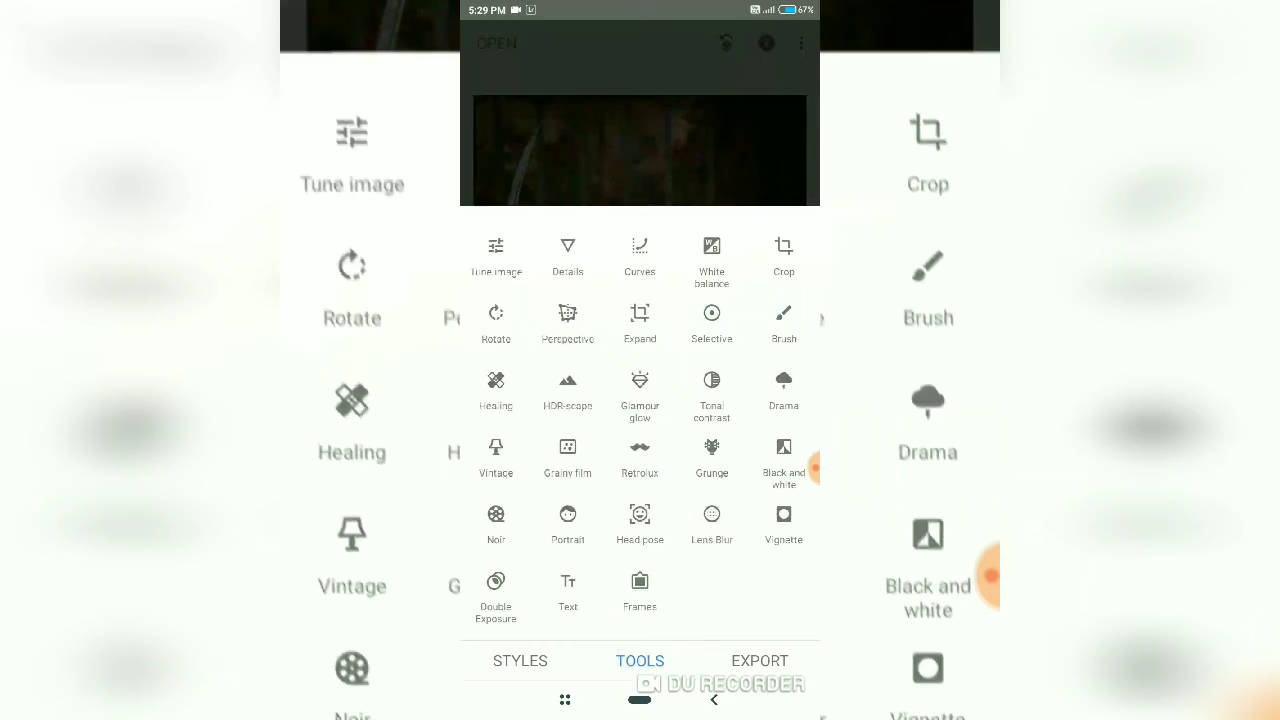 5:29 PM 67%
OPEN
Tune image Details Curves White balance Crop
Rotate Perspective Expand Selective Brush
Healing HDR-scape Glamour glow Tonal contrast Drama
Vintage Grainy film Retrolux Grunge Black and white
Noir Portrait Head pose Lens Blur Vignette
Double Exposure Text Frames
STYLES TOOLS EXPORT
DU RECORDER
Tune image
Rotate
Healing
Vintage
Noir
Crop
Brush
Drama
Black and
white
Vignette